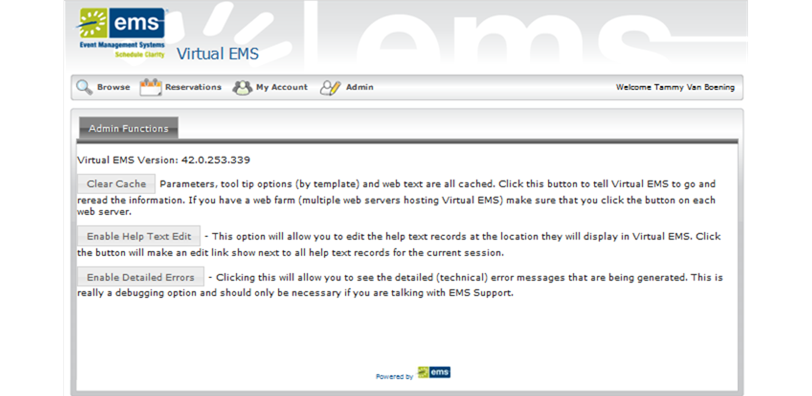 ems
Event Management Systems
Schedule Clarity
Virtual EMS
ems
Browse Reservations My Account Admin Welcome Tammy Van Boening
Admin Functions
Virtual EMS Version: 42.0.253.339
Clear Cache Parameters, tool tip options (by template) and web text are all cached. Click this button to tell Virtual EMS to go and
reread the information. If you have a web farm (multiple web servers hosting Virtual EMS) make sure that you click the button on each
web server.
Enable Help Text Edit - This option will allow you to edit the help text records at the location they will display in Virtual EMS. Click
the button will make an edit link show next to all help text records for the current session.
Enable Detailed Errors - Clicking this will allow you to see the detailed (technical) error messages that are being generated. This is
really a debugging option and should only be necessary if you are talking with EMS Support.
Powered by ems